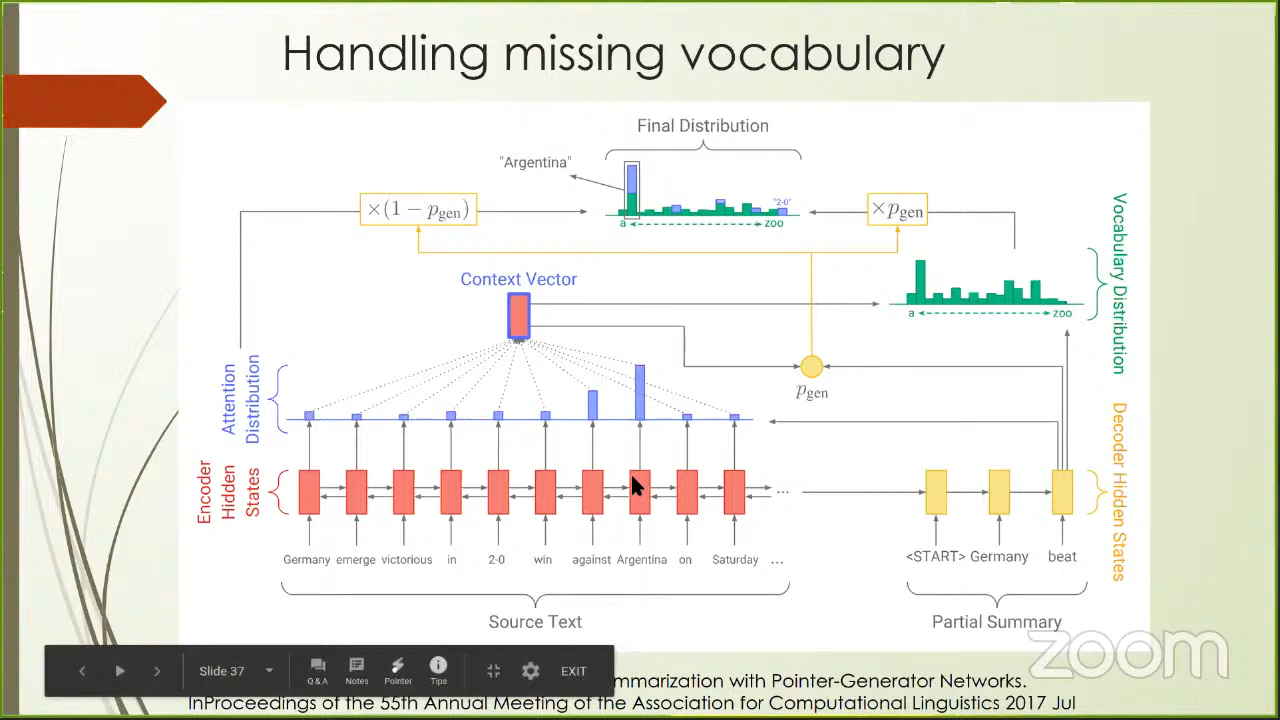 Handling missing vocabulary
Final Distribution
"Argentina"
×(1 − pgen)
"2-0"
×pgen
a
zoo
Context Vector
a
zoo
Vocabulary Distribution
Attention
Distribution
pgen
Encoder
Hidden
States
...
Decoder Hidden States
Germany emerge victorious in 2-0 win against Argentina on Saturday ...
<START> Germany beat
Source Text
Partial Summary
zoom
Slide 37
Q & A
Notes
Pointer
Tips
EXIT
mmarization with Pointer-Generator Networks.
InProceedings of the 55th Annual Meeting of the Association for Computational Linguistics 2017 Jul